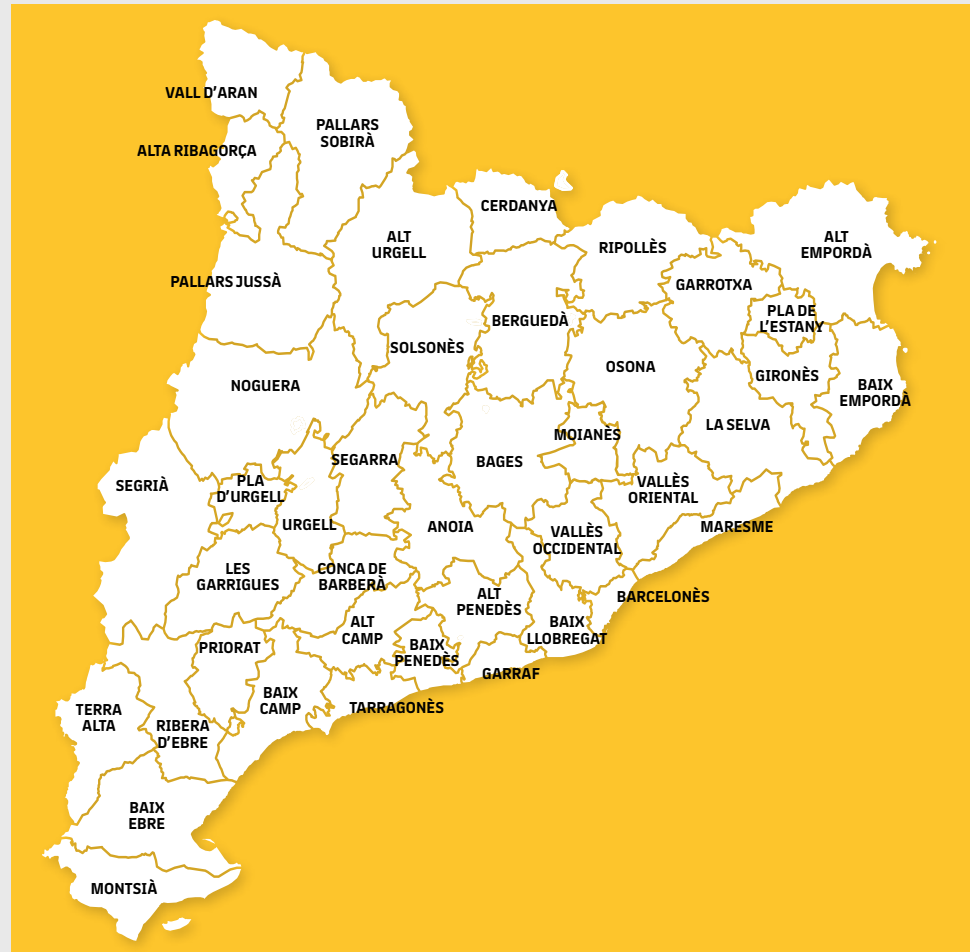 VALL D'ARAN
PALLARS
SOBIRÀ
ALTA RIBAGORÇA
CERDANYA
ALT
URGELL
RIPOLLÈS
ALT
EMPORDÀ
PALLARS JUSSÀ
GARROTXA
PLA DE
L'ESTANY
BERGUEDÀ
SOLSONÈS
OSONA
GIRONÈS
NOGUERA
BAIX
EMPORDÀ
LA SELVA
MOIANÈS
SEGARRA
BAGES
SEGRIÀ
PLA
D'URGELL
VALLÈS
ORIENTAL
URGELL
ANOIA
MARESME
VALLÈS
OCCIDENTAL
LES
GARRIGUES
CONCA DE
BARBERÀ
BARCELONÈS
ALT
PENEDÈS
ALT
CAMP
BAIX
LLOBREGAT
PRIORAT
BAIX
PENEDÈS
GARRAF
BAIX
CAMP
TARRAGONÈS
TERRA
ALTA
RIBERA
D'EBRE
BAIX
EBRE
MONTSIÀ